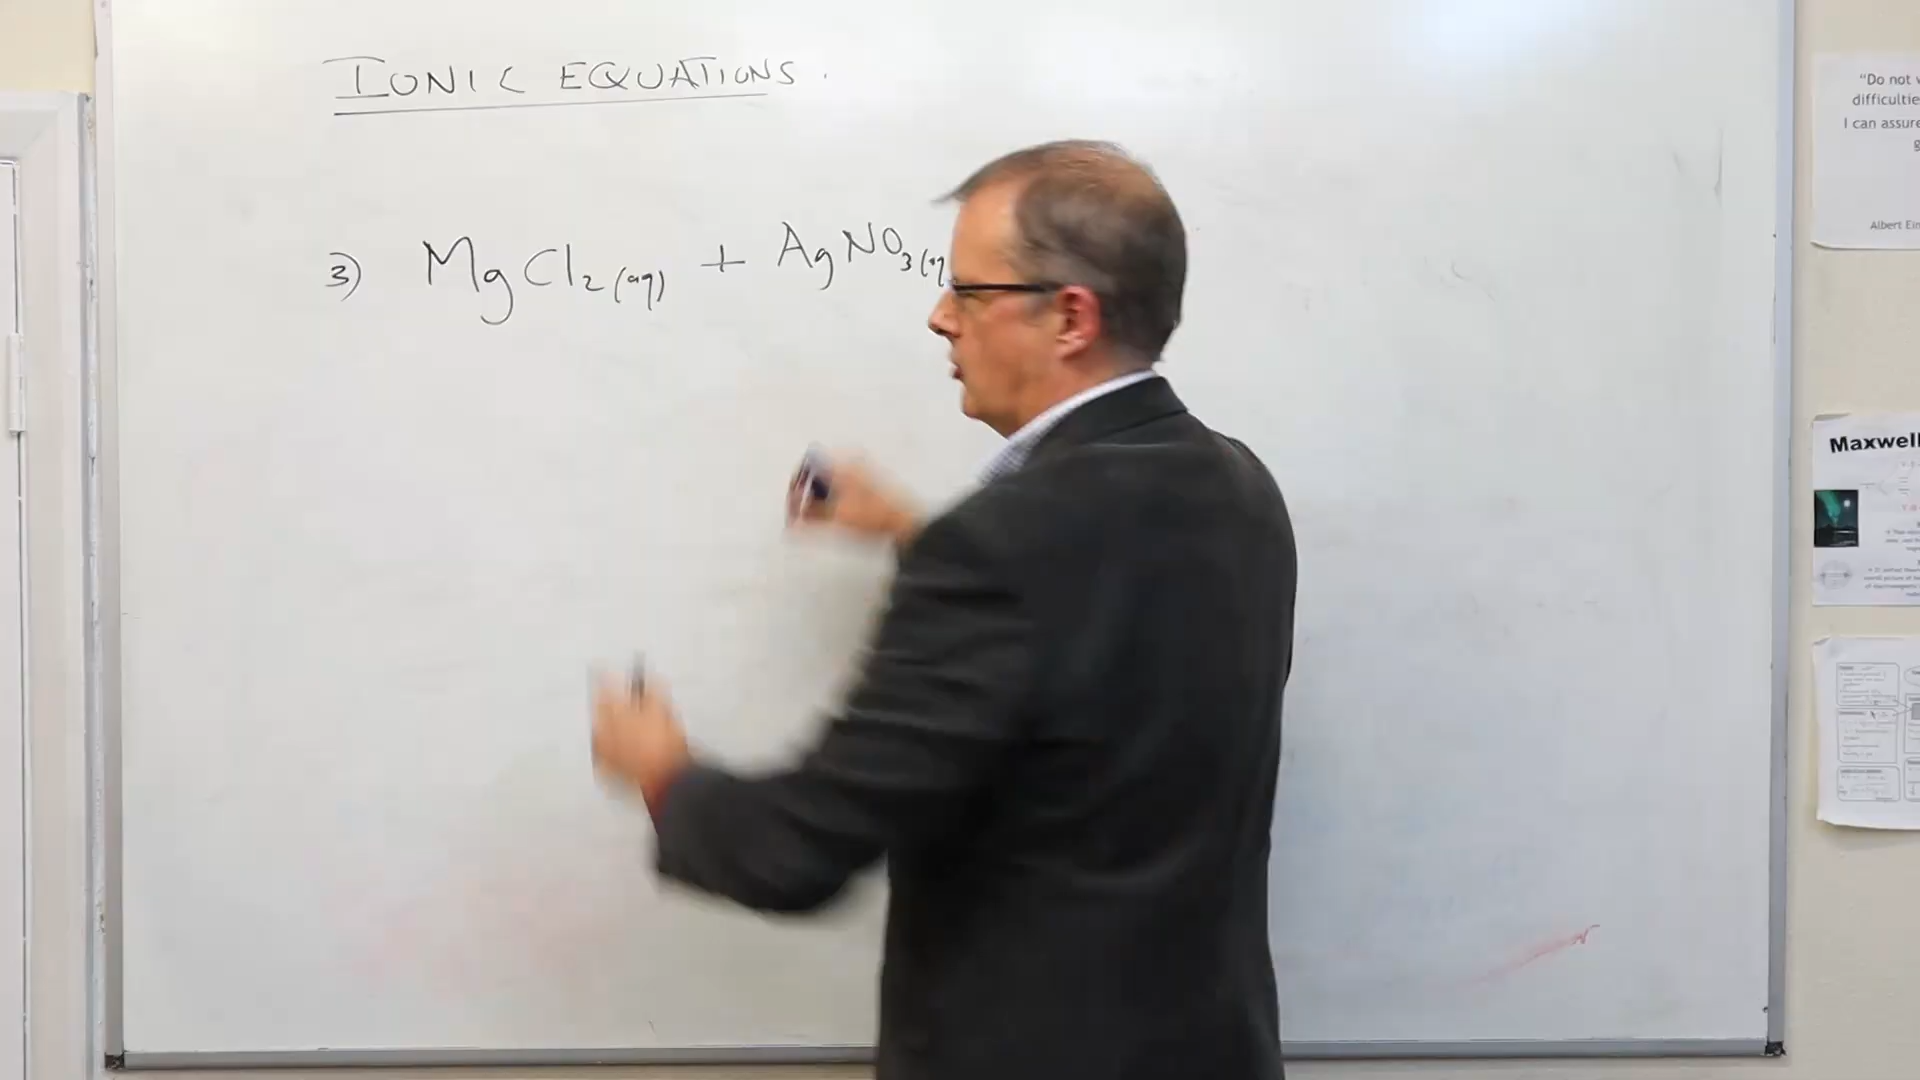 IONIC EQUATIONS.
3) MgCl₂(aq) + AgNO₃(aq
"Do not
difficultie
I can assure
g
Albert Ein
Maxwell